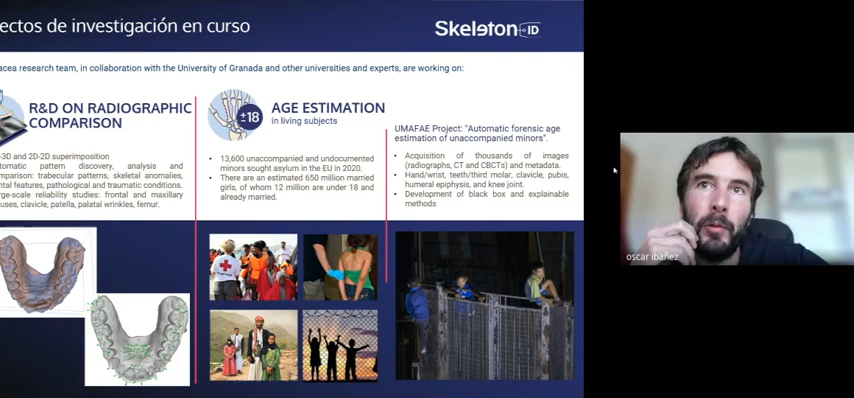 ectos de investigación en curso
Skeleton-ID
acea research team, in collaboration with the University of Granada and other universities and experts, are working on:
R&D ON RADIOGRAPHIC
COMPARISON
-3D and 2D-2D superimposition
tomatic pattern discovery, analysis and
mparison: trabecular patterns, skeletal anomalies,
ntal features, pathological and traumatic conditions.
rge-scale reliability studies: frontal and maxillary
uses, clavicle, patella, palatal wrinkles, femur.
±18
AGE ESTIMATION
in living subjects
• 13,600 unaccompanied and undocumented
minors sought asylum in the EU in 2020.
• There are an estimated 650 million married
girls, of whom 12 million are under 18 and
already married.
UMAFAE Project: "Automatic forensic age
estimation of unaccompanied minors".
• Acquisition of thousands of images
(radiographs, CT and CBCTs) and metadata.
• Hand/wrist, teeth/third molar, clavicle, pubis,
humeral epiphysis, and knee joint.
• Development of black box and explainable
methods
oscar ibañez